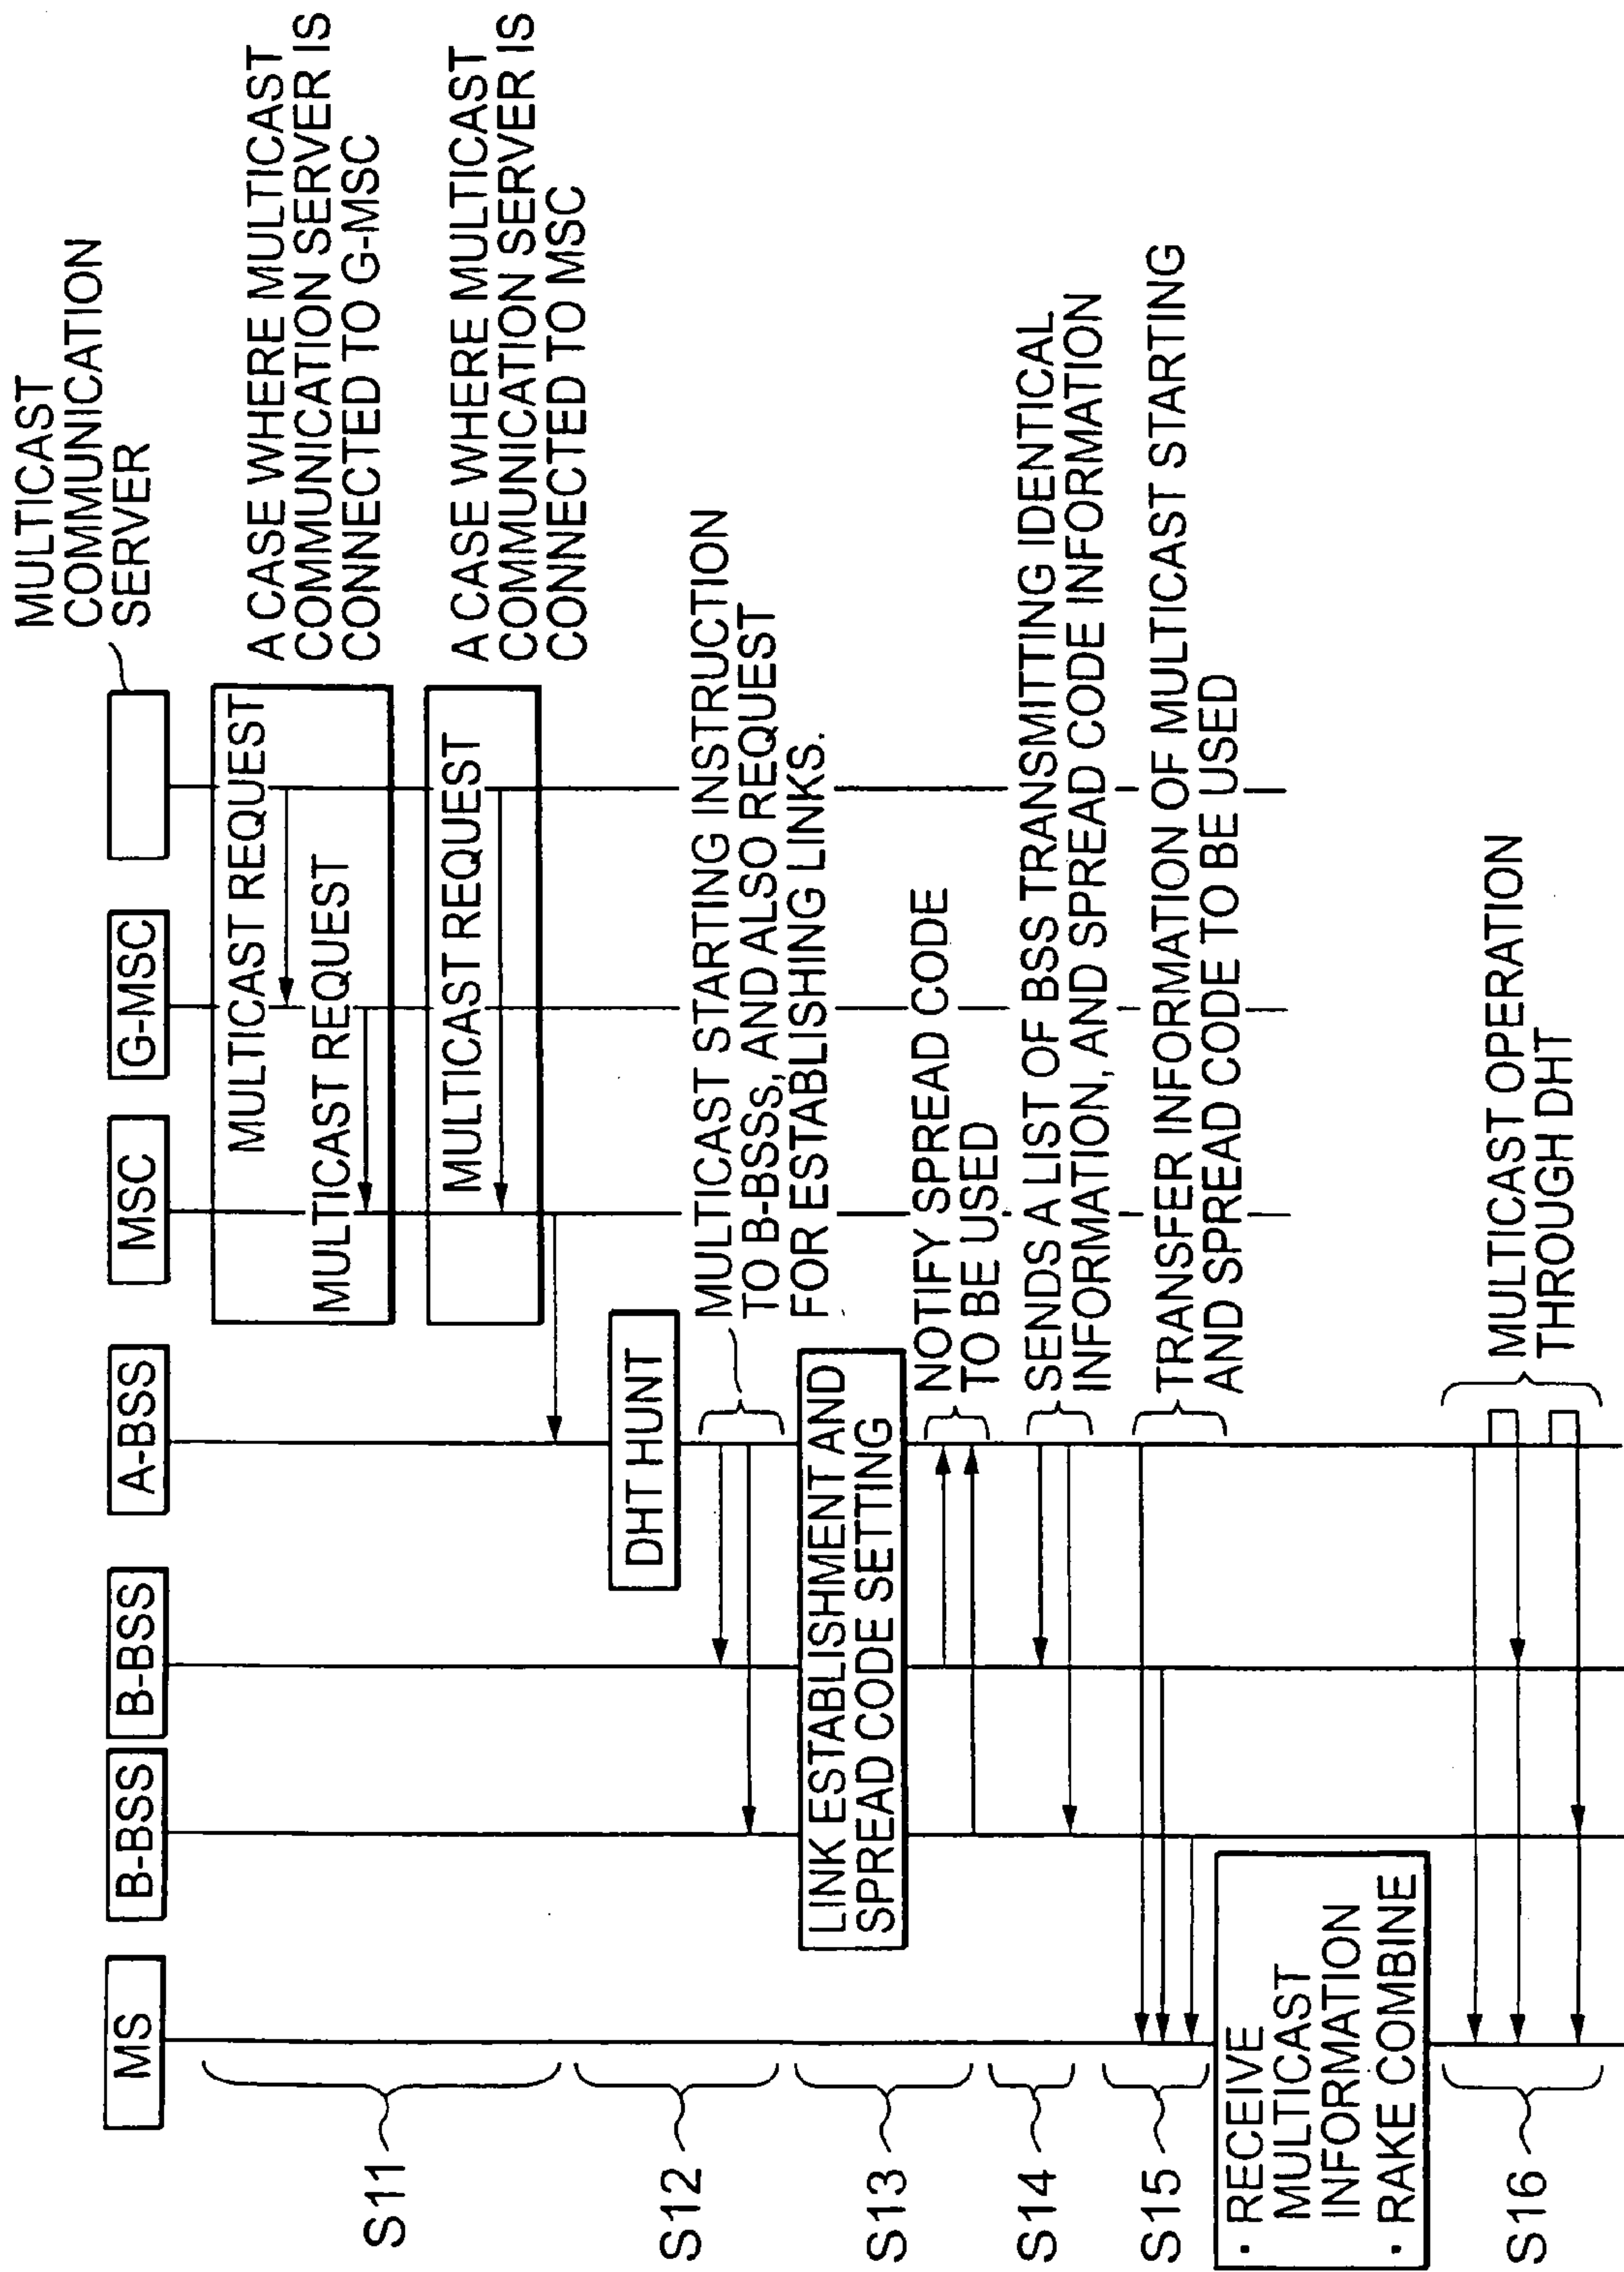 MULTICAST
COMMUNICATION
SERVER
MS
B-BSS
B-BSS
A-BSS
MSC
G-MSC
S11
MULTICAST REQUEST
MULTICAST REQUEST
A CASE WHERE MULTICAST
COMMUNICATION SERVER IS
CONNECTED TO G-MSC
MULTICAST REQUEST
A CASE WHERE MULTICAST
COMMUNICATION SERVER IS
CONNECTED TO MSC
S12
DHT HUNT
MULTICAST STARTING INSTRUCTION
TO B-BSSs, AND ALSO REQUEST
FOR ESTABLISHING LINKS.
S13
LINK ESTABLISHMENT AND
SPREAD CODE SETTING
NOTIFY SPREAD CODE
TO BE USED
S14
SENDS A LIST OF BSS TRANSMITTING IDENTICAL
INFORMATION, AND SPREAD CODE INFORMATION
S15
TRANSFER INFORMATION OF MULTICAST STARTING
AND SPREAD CODE TO BE USED
· RECEIVE
MULTICAST
INFORMATION
· RAKE COMBINE
S16
MULTICAST OPERATION
THROUGH DHT